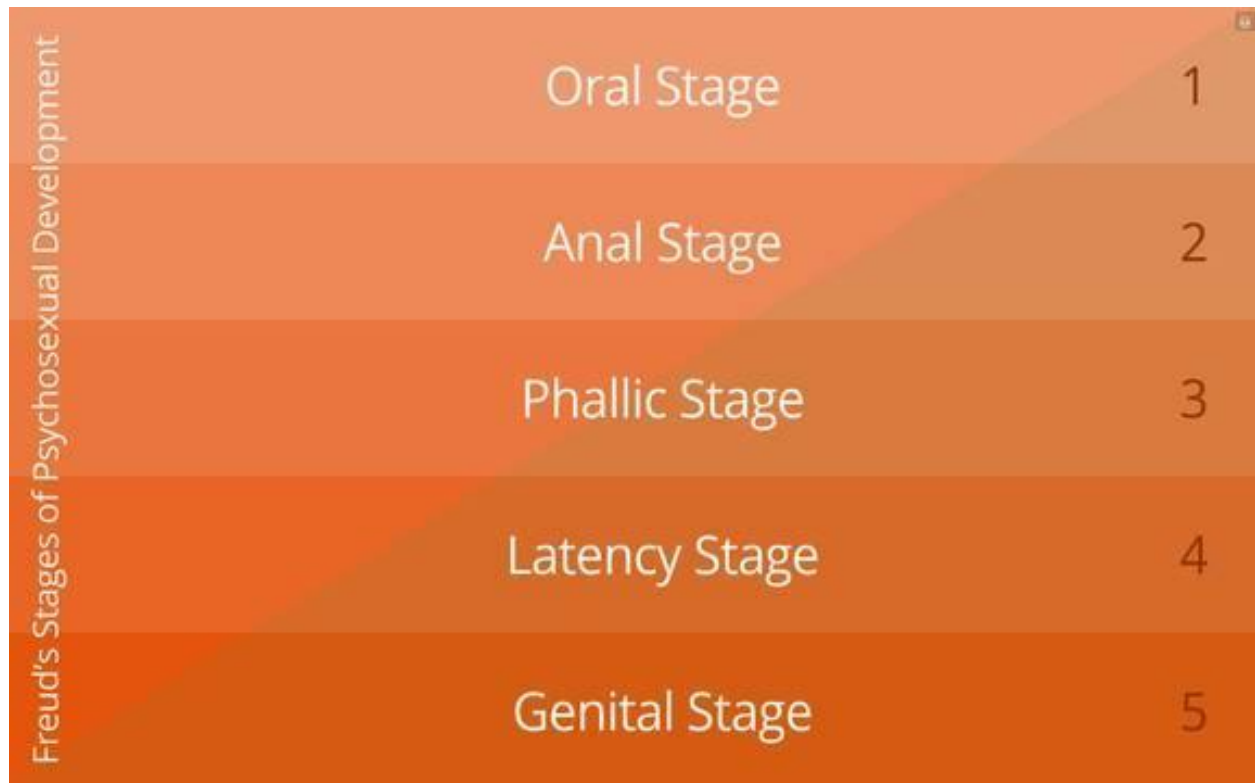 Freud's Stages of Psychosexual Development
Oral Stage 1
Anal Stage 2
Phallic Stage 3
Latency Stage 4
Genital Stage 5